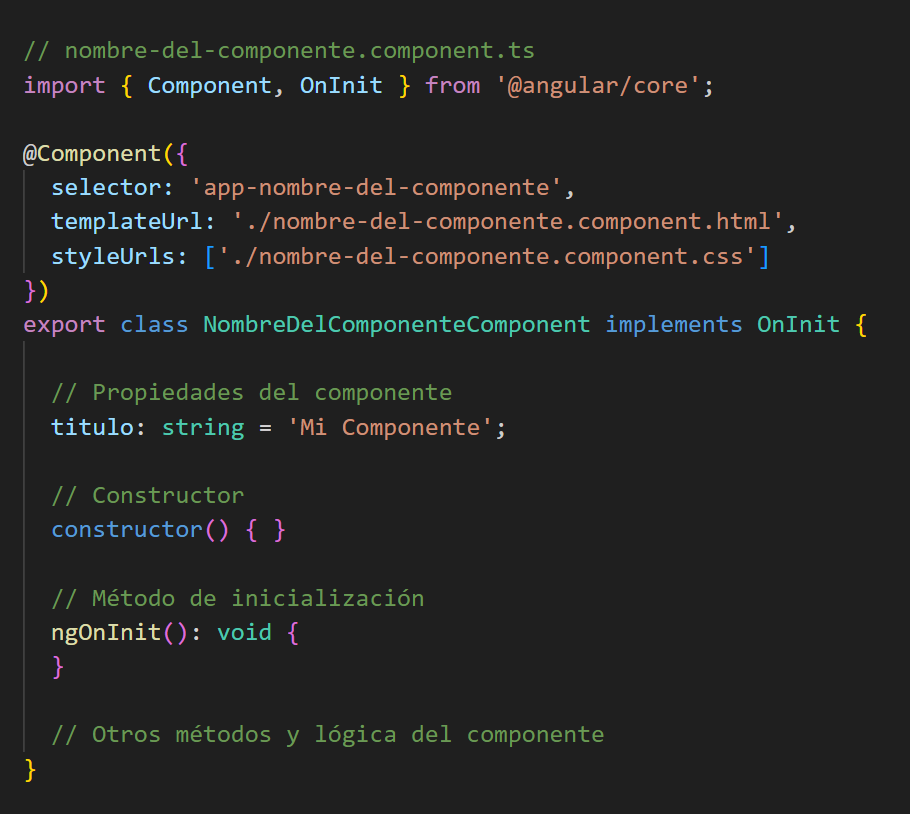 // nombre-del-componente.component.ts
import { Component, OnInit } from '@angular/core';
@Component({
selector: 'app-nombre-del-componente',
templateUrl: './nombre-del-componente.component.html',
styleUrls: ['./nombre-del-componente.component.css']
})
export class NombreDelComponenteComponent implements OnInit {
// Propiedades del componente
titulo: string = 'Mi Componente';
// Constructor
constructor() { }
// Método de inicialización
ngOnInit(): void {
}
// Otros métodos y lógica del componente
}